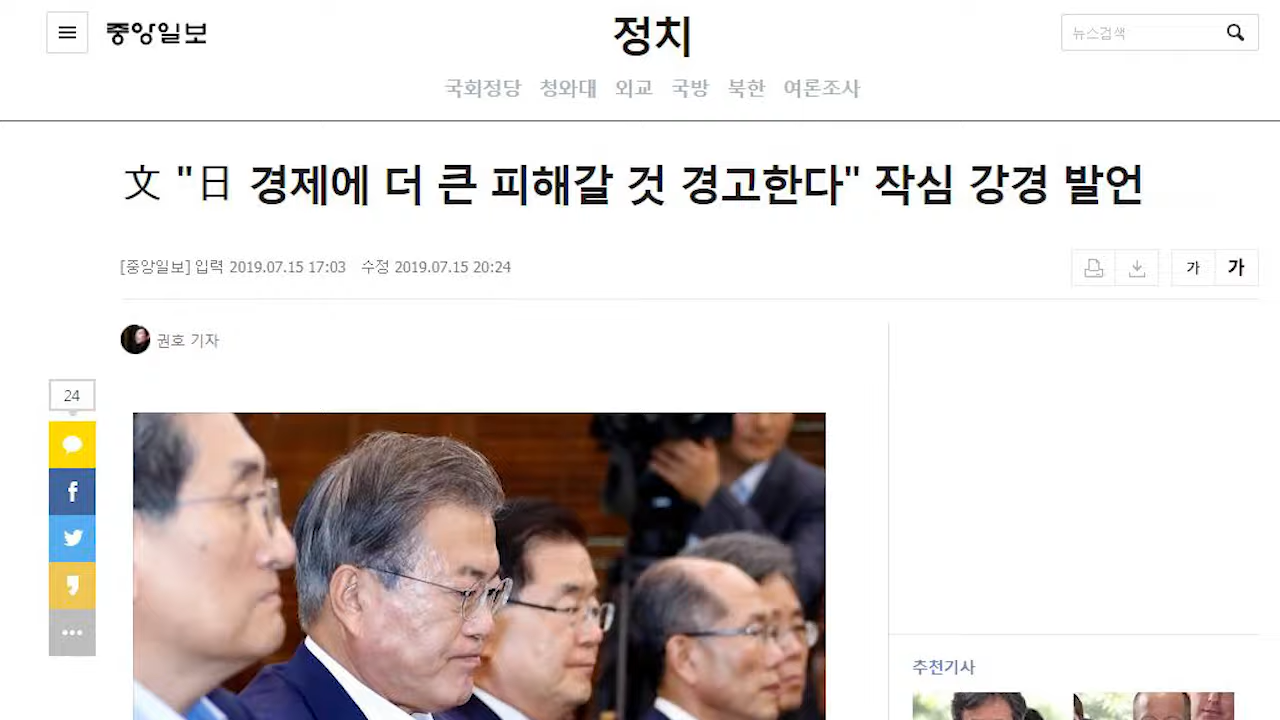 중앙일보
정치
뉴스검색
국회정당 청와대 외교 국방 북한 여론조사
文 "日 경제에 더 큰 피해갈 것 경고한다" 작심 강경 발언
[중앙일보] 입력 2019.07.15 17:03 수정 2019.07.15 20:24
가 가
권호 기자
24
추천기사